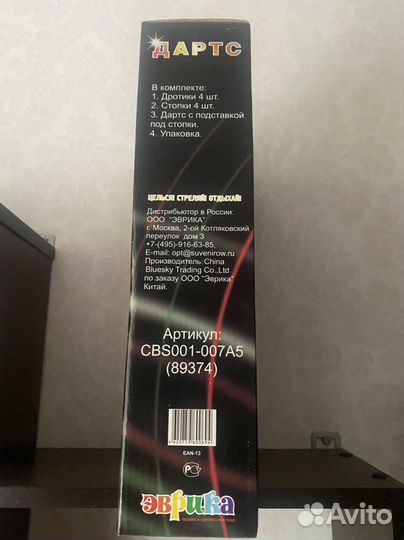 ДАРТС
В комплекте:
1. Дротики 4 шт.
2. Стопки 4 шт.
3. Дартс с подставкой
под стопки.
4. Упаковка.
ЦЕЛЬСЯ! СТРЕЛЯЙ! ОТДЫХАЙ!
Дистрибьютор в России:
ООО "ЭВРИКА"
г. Москва, 2-ой Котляковский
переулок дом 3
+7-(495)-916-63-85,
E-mail: opt@suvenirow.ru
Производитель: China
Bluesky Trading Co.,Ltd
по заказу ООО "Эврика"
Китай.
Артикул:
CBS001-007A5
(89374)
EAN-13
эврика
Avito